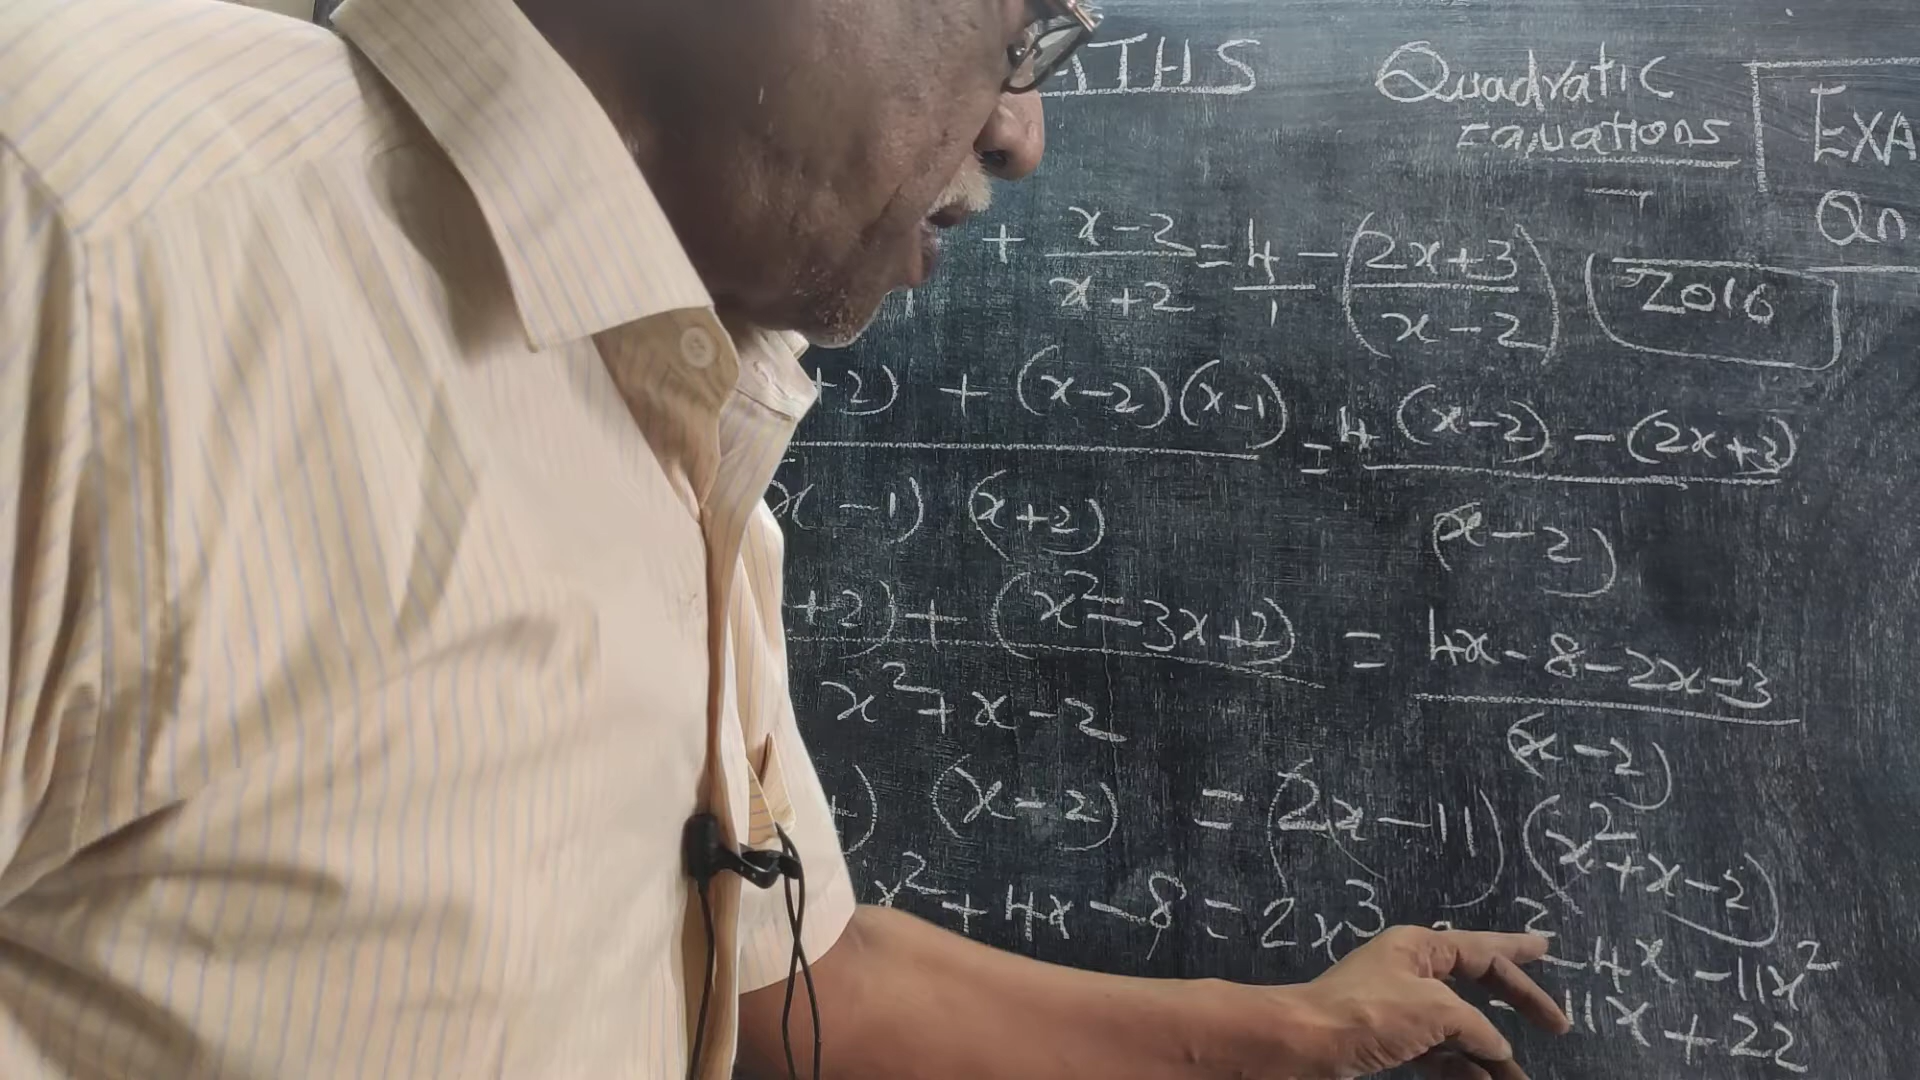 ATHS Quadratic EXA
Equations Qn
+ x-2/x+2 = 4/1 - (2x+3/x-2) 2016
+2) + (x-2)(x-1) = 4(x-2) - (2x+3)
x-1) (x+2) (x-2)
+2) + (x²-3x+2) = 4x-8-2x-3
x²+x-2 (x-2)
) (x-2) = (2x-11)(x²+x-2)
x²+4x-8 = 2x³ 2 -4x-11x²
-11x+22